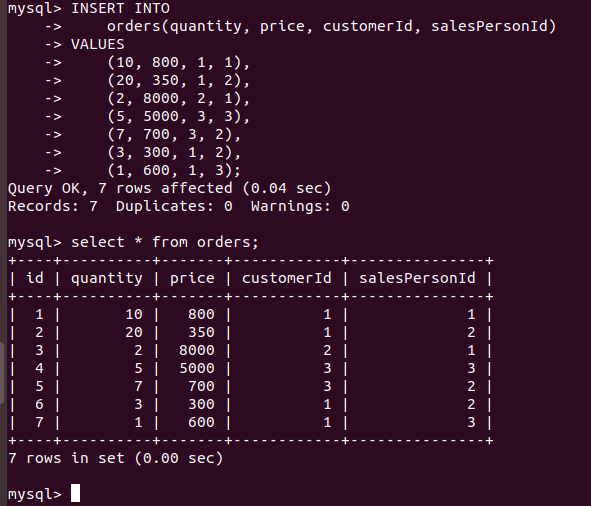 mysql> INSERT INTO
    ->     orders(quantity, price, customerId, salesPersonId)
    -> VALUES
    ->     (10, 800, 1, 1),
    ->     (20, 350, 1, 2),
    ->     (2, 8000, 2, 1),
    ->     (5, 5000, 3, 3),
    ->     (7, 700, 3, 2),
    ->     (3, 300, 1, 2),
    ->     (1, 600, 1, 3);
Query OK, 7 rows affected (0.04 sec)
Records: 7  Duplicates: 0  Warnings: 0

mysql> select * from orders;
+----+----------+-------+------------+---------------+
| id | quantity | price | customerId | salesPersonId |
+----+----------+-------+------------+---------------+
|  1 |       10 |   800 |          1 |             1 |
|  2 |       20 |   350 |          1 |             2 |
|  3 |        2 |  8000 |          2 |             1 |
|  4 |        5 |  5000 |          3 |             3 |
|  5 |        7 |   700 |          3 |             2 |
|  6 |        3 |   300 |          1 |             2 |
|  7 |        1 |   600 |          1 |             3 |
+----+----------+-------+------------+---------------+
7 rows in set (0.00 sec)

mysql>